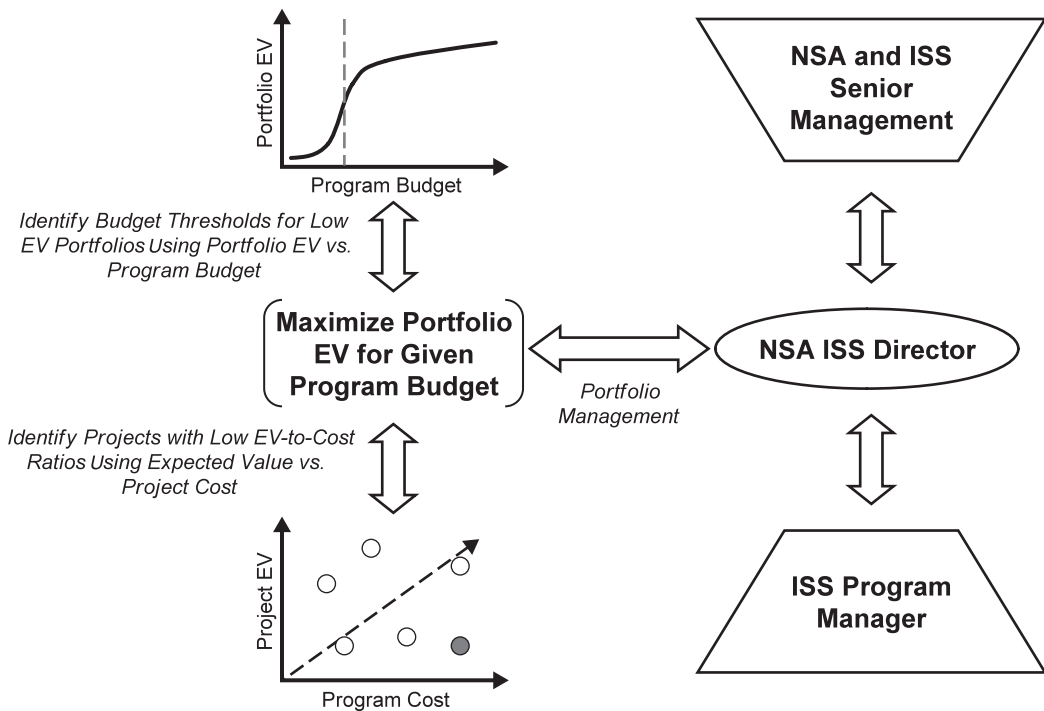 Portfolio EV
Program Budget
NSA and ISS
Senior
Management
Identify Budget Thresholds for Low
EV Portfolios Using Portfolio EV vs.
Program Budget
Maximize Portfolio
EV for Given
Program Budget
Portfolio
Management
NSA ISS Director
Identify Projects with Low EV-to-Cost
Ratios Using Expected Value vs.
Project Cost
Project EV
Program Cost
ISS Program
Manager